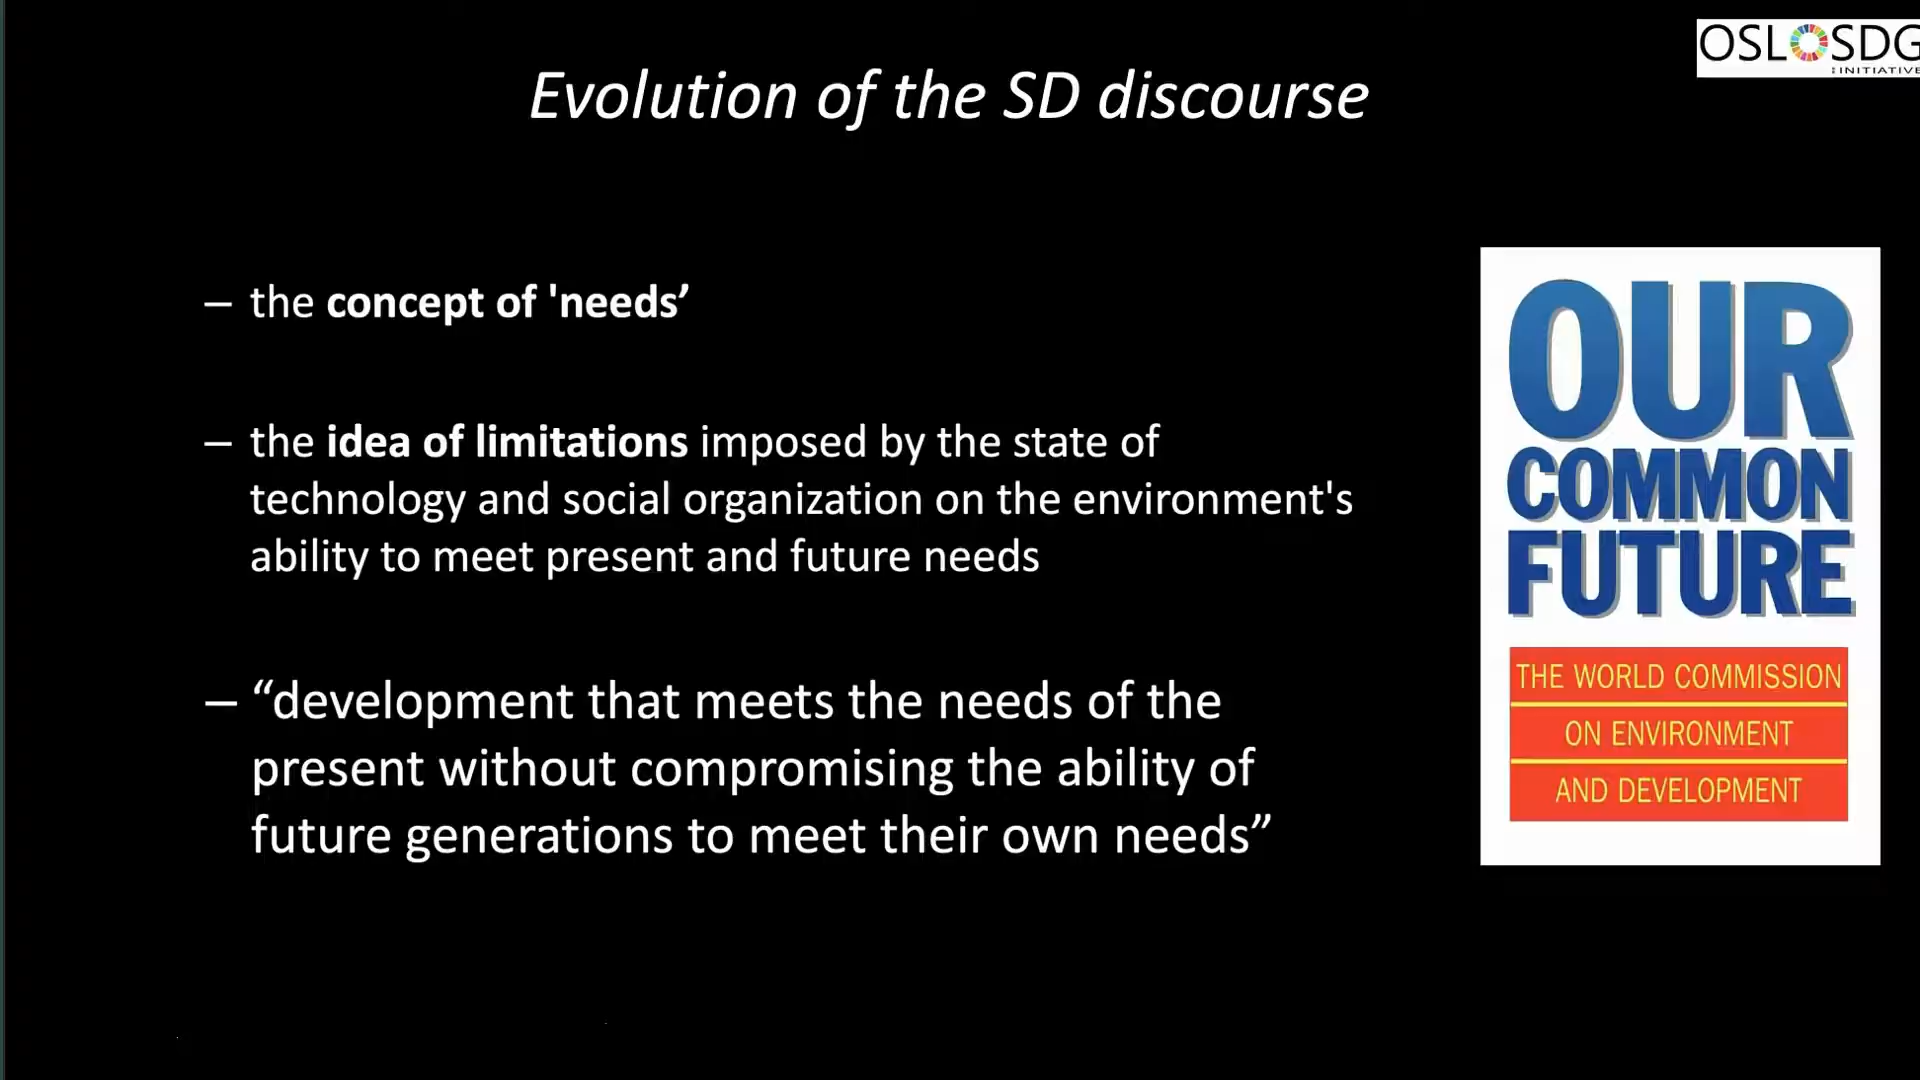 OSLOSDG
:INITIATIVE
Evolution of the SD discourse
– the concept of 'needs’
– the idea of limitations imposed by the state of
technology and social organization on the environment's
ability to meet present and future needs
– “development that meets the needs of the
present without compromising the ability of
future generations to meet their own needs”
OUR
COMMON
FUTURE
THE WORLD COMMISSION
ON ENVIRONMENT
AND DEVELOPMENT